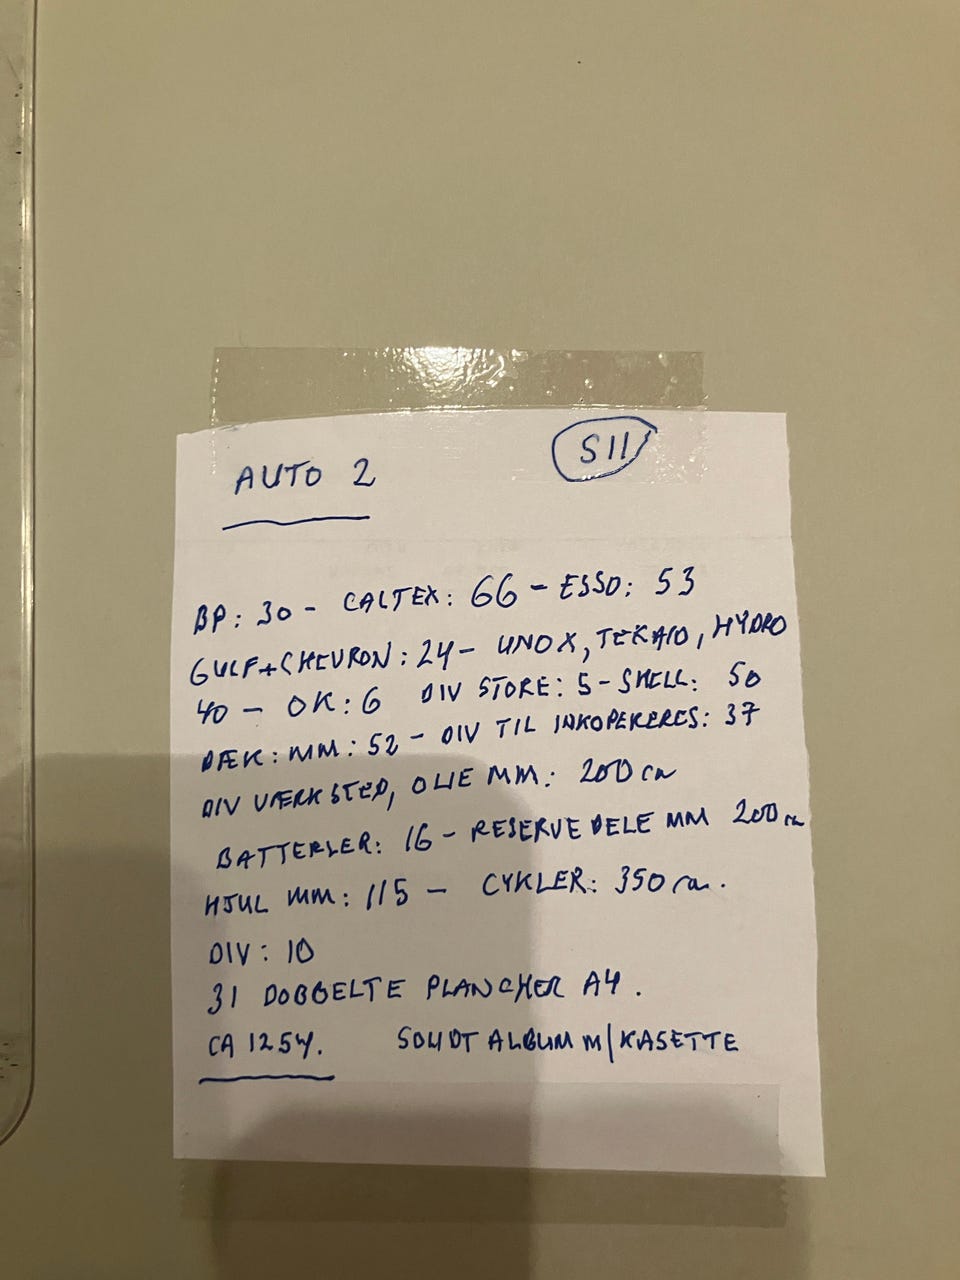 AUTO 2 S11
BP: 30 - CALTEX: 66 - ESSO: 53
GULF+CHEVRON: 24 - UNOX, TEXACO, HYDRO
40 - OK: 6 DIV STORE: 5 - SHELL: 50
DÆK: MM: 52 - DIV TIL INKOPERERES: 37
DIV VÆRKSTED, OLIE MM: 200 ca
BATTERIER: 16 - RESERVEDELE MM 200 ca
HJUL MM: 115 - CYKLER: 350 ca.
DIV: 10
31 DOBBELTE PLANCHER A4.
CA 1254. SOLIDT ALBUM M/KASETTE